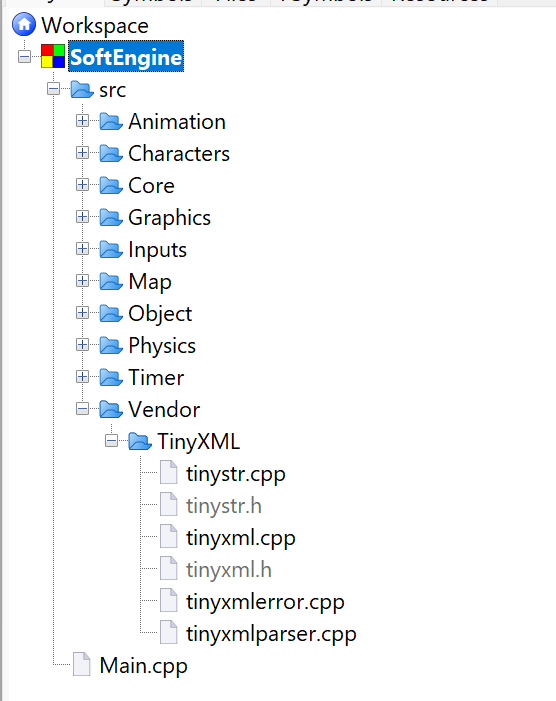 Workspace
SoftEngine
src
Animation
Characters
Core
Graphics
Inputs
Map
Object
Physics
Timer
Vendor
TinyXML
tinystr.cpp
tinystr.h
tinyxml.cpp
tinyxml.h
tinyxmlerror.cpp
tinyxmlparser.cpp
Main.cpp